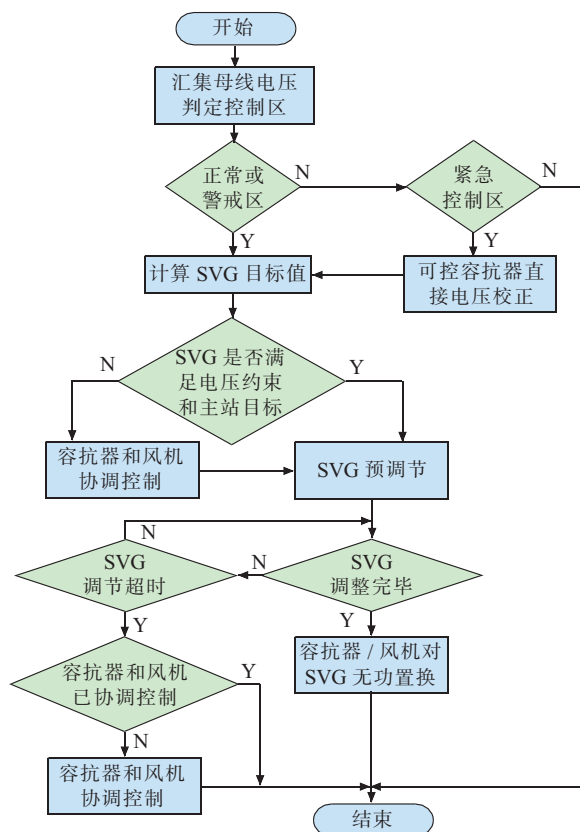 开始
汇集母线电压
判定控制区
正常或
警戒区
N
紧急
控制区
N
Y
Y
计算 SVG 目标值
可控容抗器直
接电压校正
N
SVG 是否满
足电压约束
和主站目标
Y
容抗器和风机
协调控制
SVG 预调节
N
SVG
调节超时
N
SVG
调整完毕
Y
Y
容抗器和风机
已协调控制
Y
容抗器 / 风机对
SVG 无功置换
N
容抗器和风机
协调控制
结束